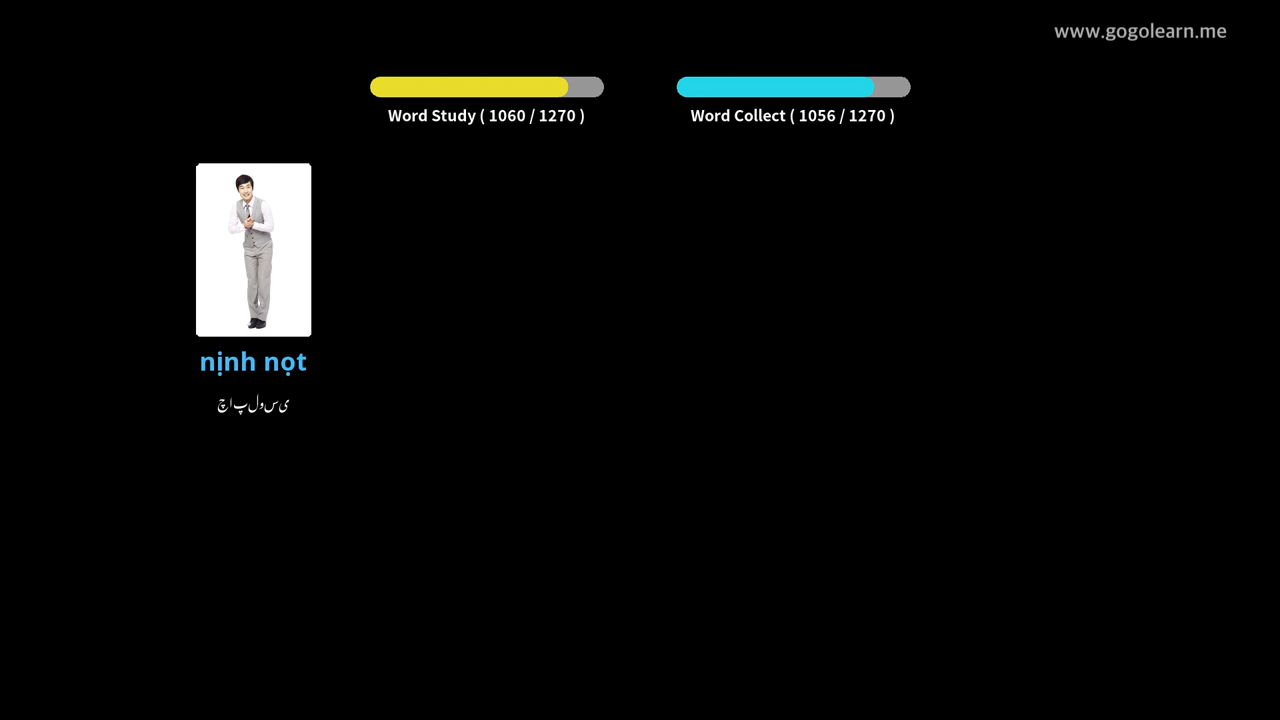 www.gogolearn.me
Word Study ( 1060 / 1270 )
Word Collect ( 1056 / 1270 )
nịnh nọt
چاپلوسی